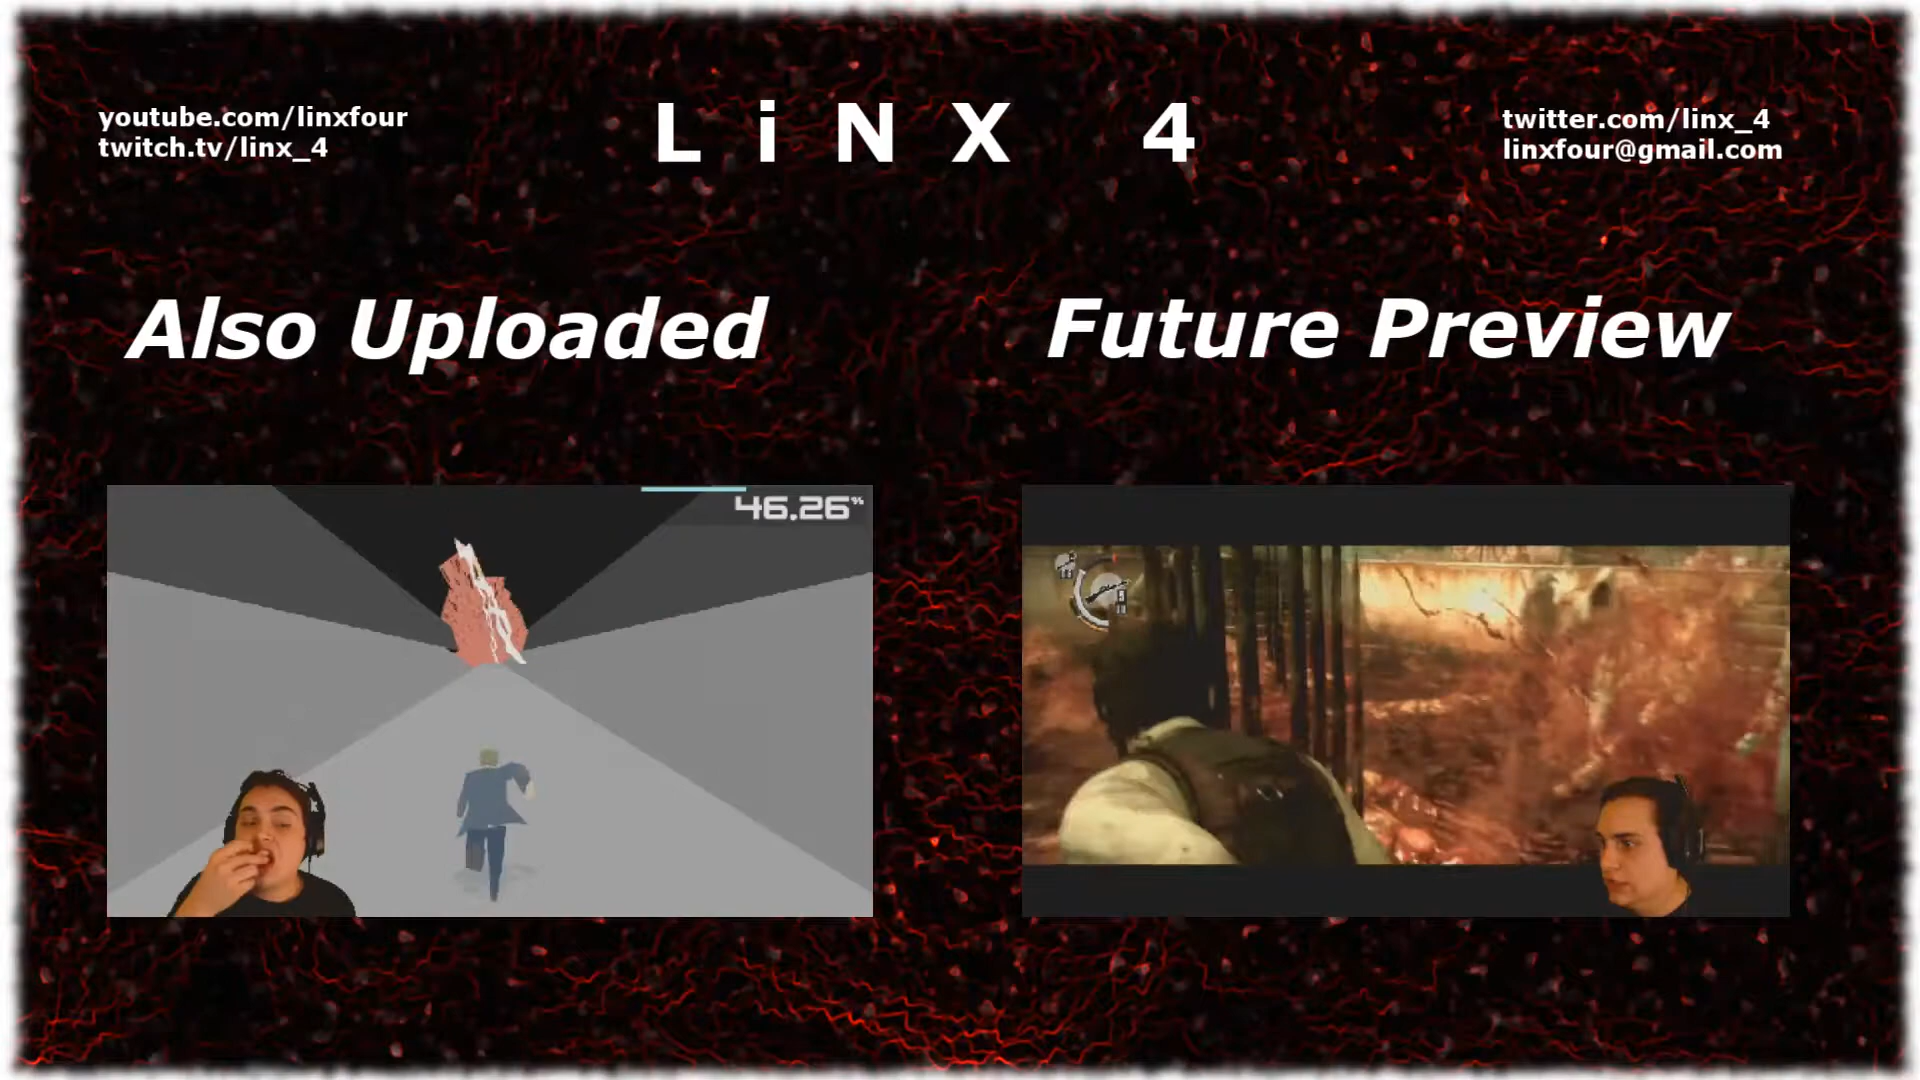 youtube.com/linxfour
twitch.tv/linx_4
LiNX 4
twitter.com/linx_4
linxfour@gmail.com
Also Uploaded
Future Preview
46.26%